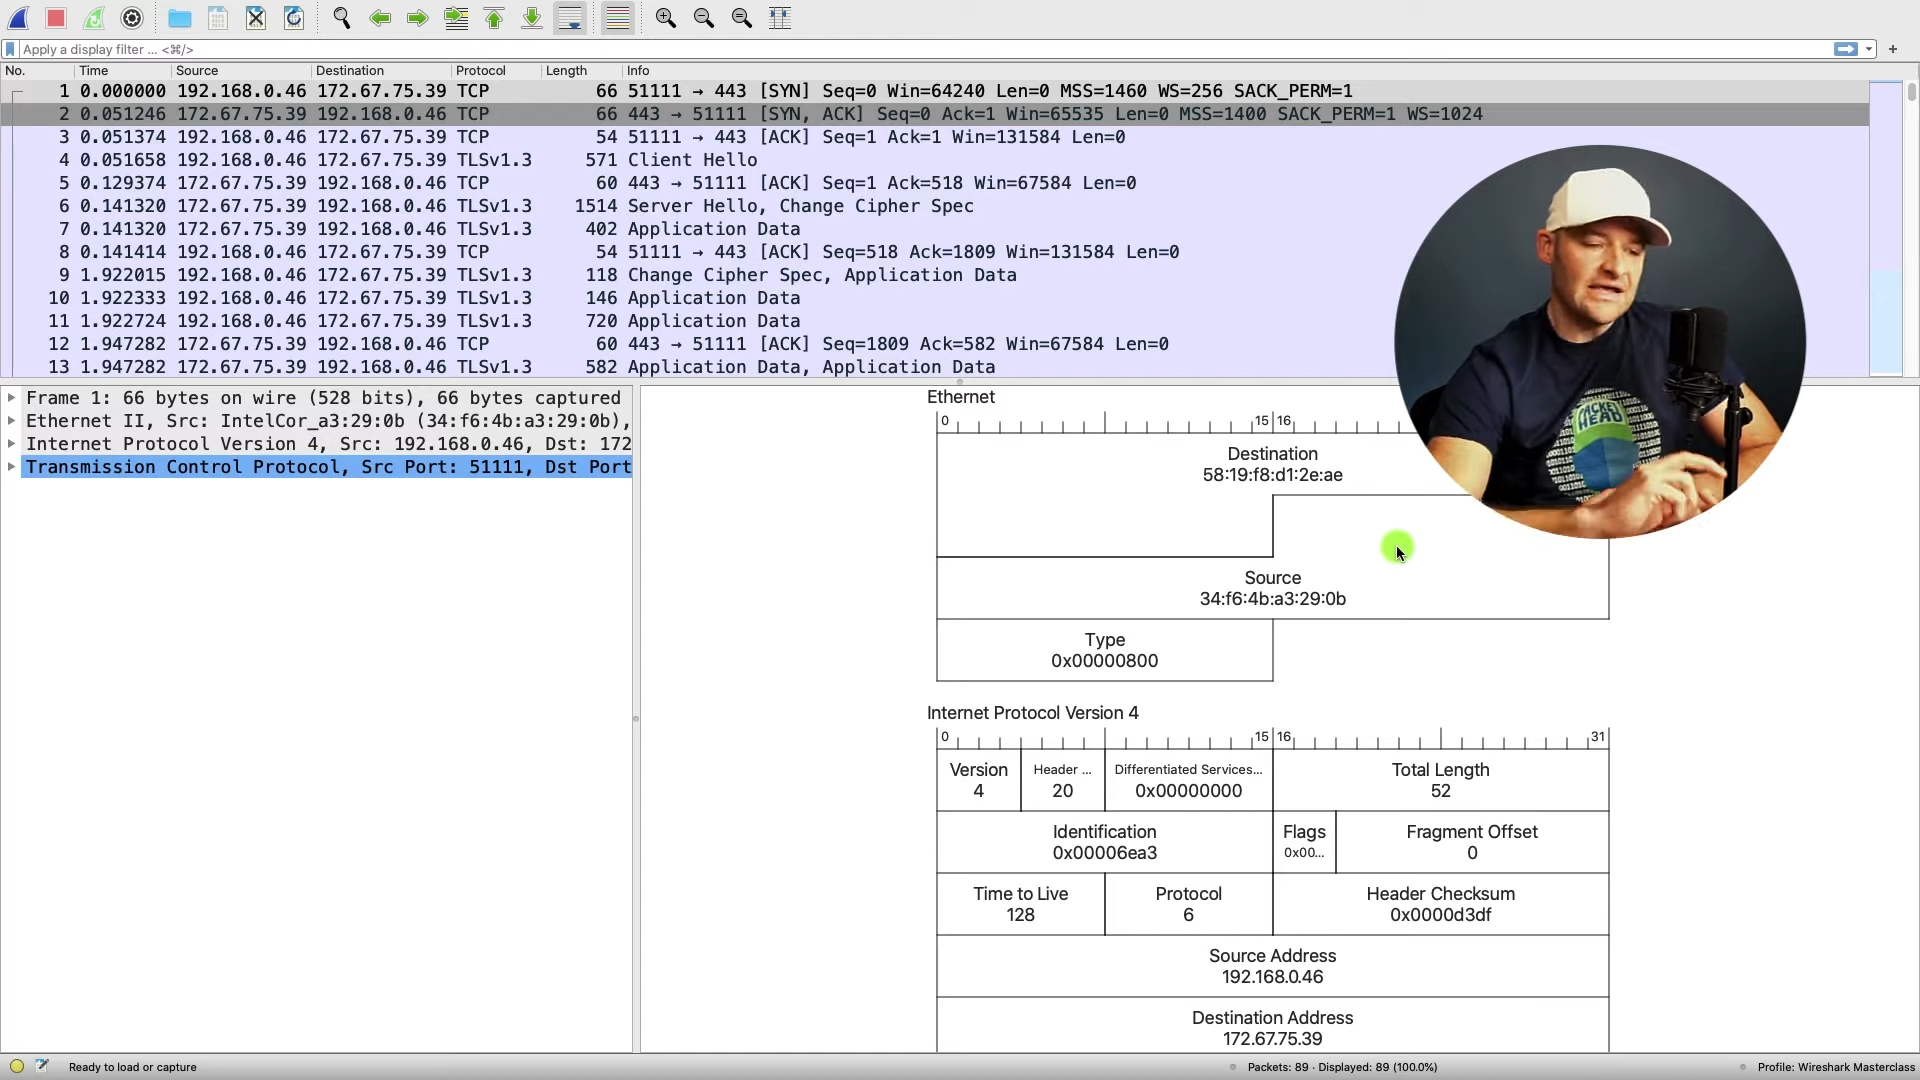 Apply a display filter ... <⌘/>
No. Time Source Destination Protocol Length Info
1 0.000000 192.168.0.46 172.67.75.39 TCP 66 51111 → 443 [SYN] Seq=0 Win=64240 Len=0 MSS=1460 WS=256 SACK_PERM=1
2 0.051246 172.67.75.39 192.168.0.46 TCP 66 443 → 51111 [SYN, ACK] Seq=0 Ack=1 Win=65535 Len=0 MSS=1400 SACK_PERM=1 WS=1024
3 0.051374 192.168.0.46 172.67.75.39 TCP 54 51111 → 443 [ACK] Seq=1 Ack=1 Win=131584 Len=0
4 0.051658 192.168.0.46 172.67.75.39 TLSv1.3 571 Client Hello
5 0.129374 172.67.75.39 192.168.0.46 TCP 60 443 → 51111 [ACK] Seq=1 Ack=518 Win=67584 Len=0
6 0.141320 172.67.75.39 192.168.0.46 TLSv1.3 1514 Server Hello, Change Cipher Spec
7 0.141320 172.67.75.39 192.168.0.46 TLSv1.3 402 Application Data
8 0.141414 192.168.0.46 172.67.75.39 TCP 54 51111 → 443 [ACK] Seq=518 Ack=1809 Win=131584 Len=0
9 1.922015 192.168.0.46 172.67.75.39 TLSv1.3 118 Change Cipher Spec, Application Data
10 1.922333 192.168.0.46 172.67.75.39 TLSv1.3 146 Application Data
11 1.922724 192.168.0.46 172.67.75.39 TLSv1.3 720 Application Data
12 1.947282 172.67.75.39 192.168.0.46 TCP 60 443 → 51111 [ACK] Seq=1809 Ack=582 Win=67584 Len=0
13 1.947282 172.67.75.39 192.168.0.46 TLSv1.3 582 Application Data, Application Data
Frame 1: 66 bytes on wire (528 bits), 66 bytes captured
Ethernet II, Src: IntelCor_a3:29:0b (34:f6:4b:a3:29:0b),
Internet Protocol Version 4, Src: 192.168.0.46, Dst: 172
Transmission Control Protocol, Src Port: 51111, Dst Port
Ethernet
0 15 16
Destination
58:19:f8:d1:2e:ae
Source
34:f6:4b:a3:29:0b
Type
0x00000800
Internet Protocol Version 4
0 15 16 31
Version Header ... Differentiated Services... Total Length
4 20 0x00000000 52
Identification Flags Fragment Offset
0x00006ea3 0x00... 0
Time to Live Protocol Header Checksum
128 6 0x0000d3df
Source Address
192.168.0.46
Destination Address
172.67.75.39
Ready to load or capture
Packets: 89 · Displayed: 89 (100.0%)
Profile: Wireshark Masterclass